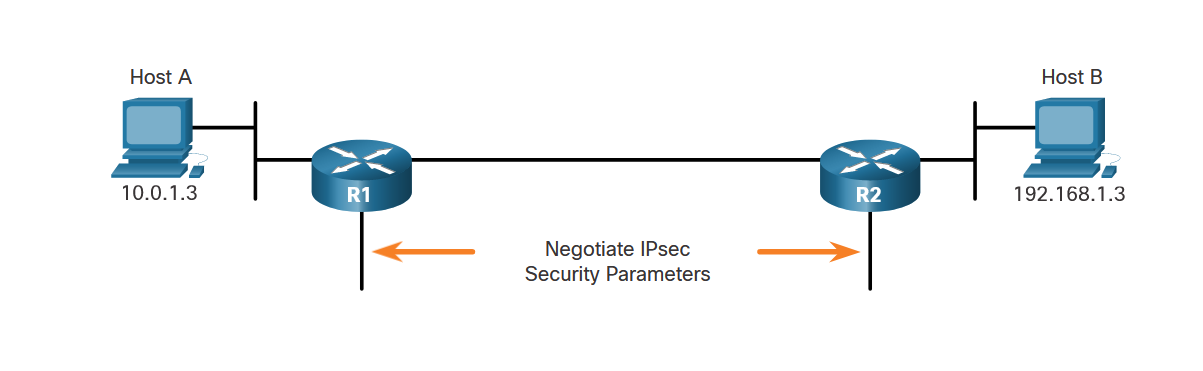 Host A
Host B
10.0.1.3
R1
R2
192.168.1.3
Negotiate IPsec
Security Parameters